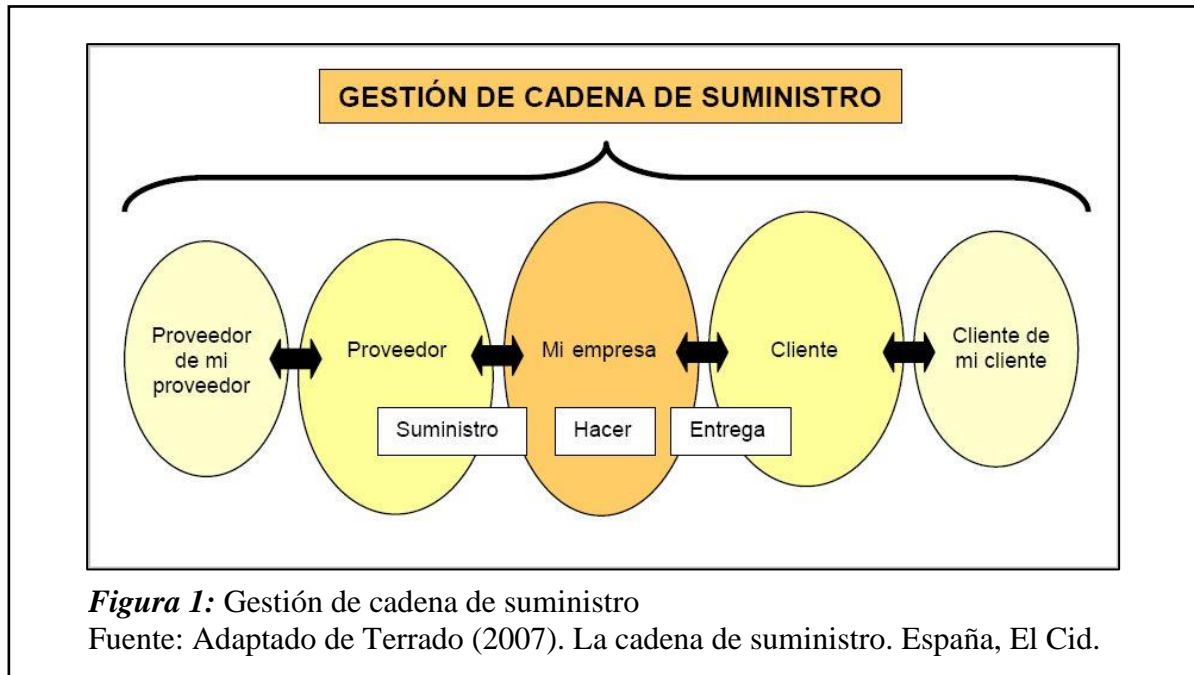 GESTIÓN DE CADENA DE SUMINISTRO
Proveedor
de mi
proveedor
Proveedor
Mi empresa
Cliente
Cliente de
mi cliente
Suministro
Hacer
Entrega
Figura 1: Gestión de cadena de suministro
Fuente: Adaptado de Terrado (2007). La cadena de suministro. España, El Cid.